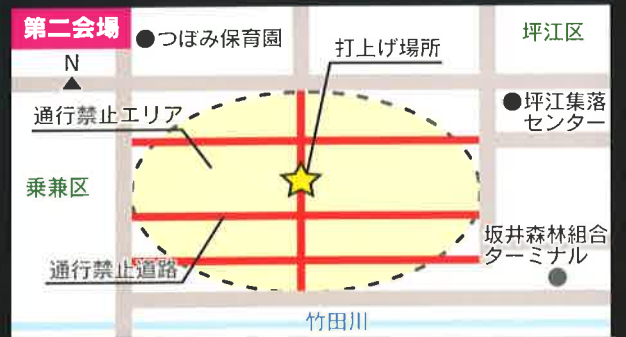 第二会場
●つぼみ保育園
坪江区
打上げ場所
N
通行禁止エリア
●坪江集落
センター
乗兼区
坂井森林組合
ターミナル
通行禁止道路
竹田川